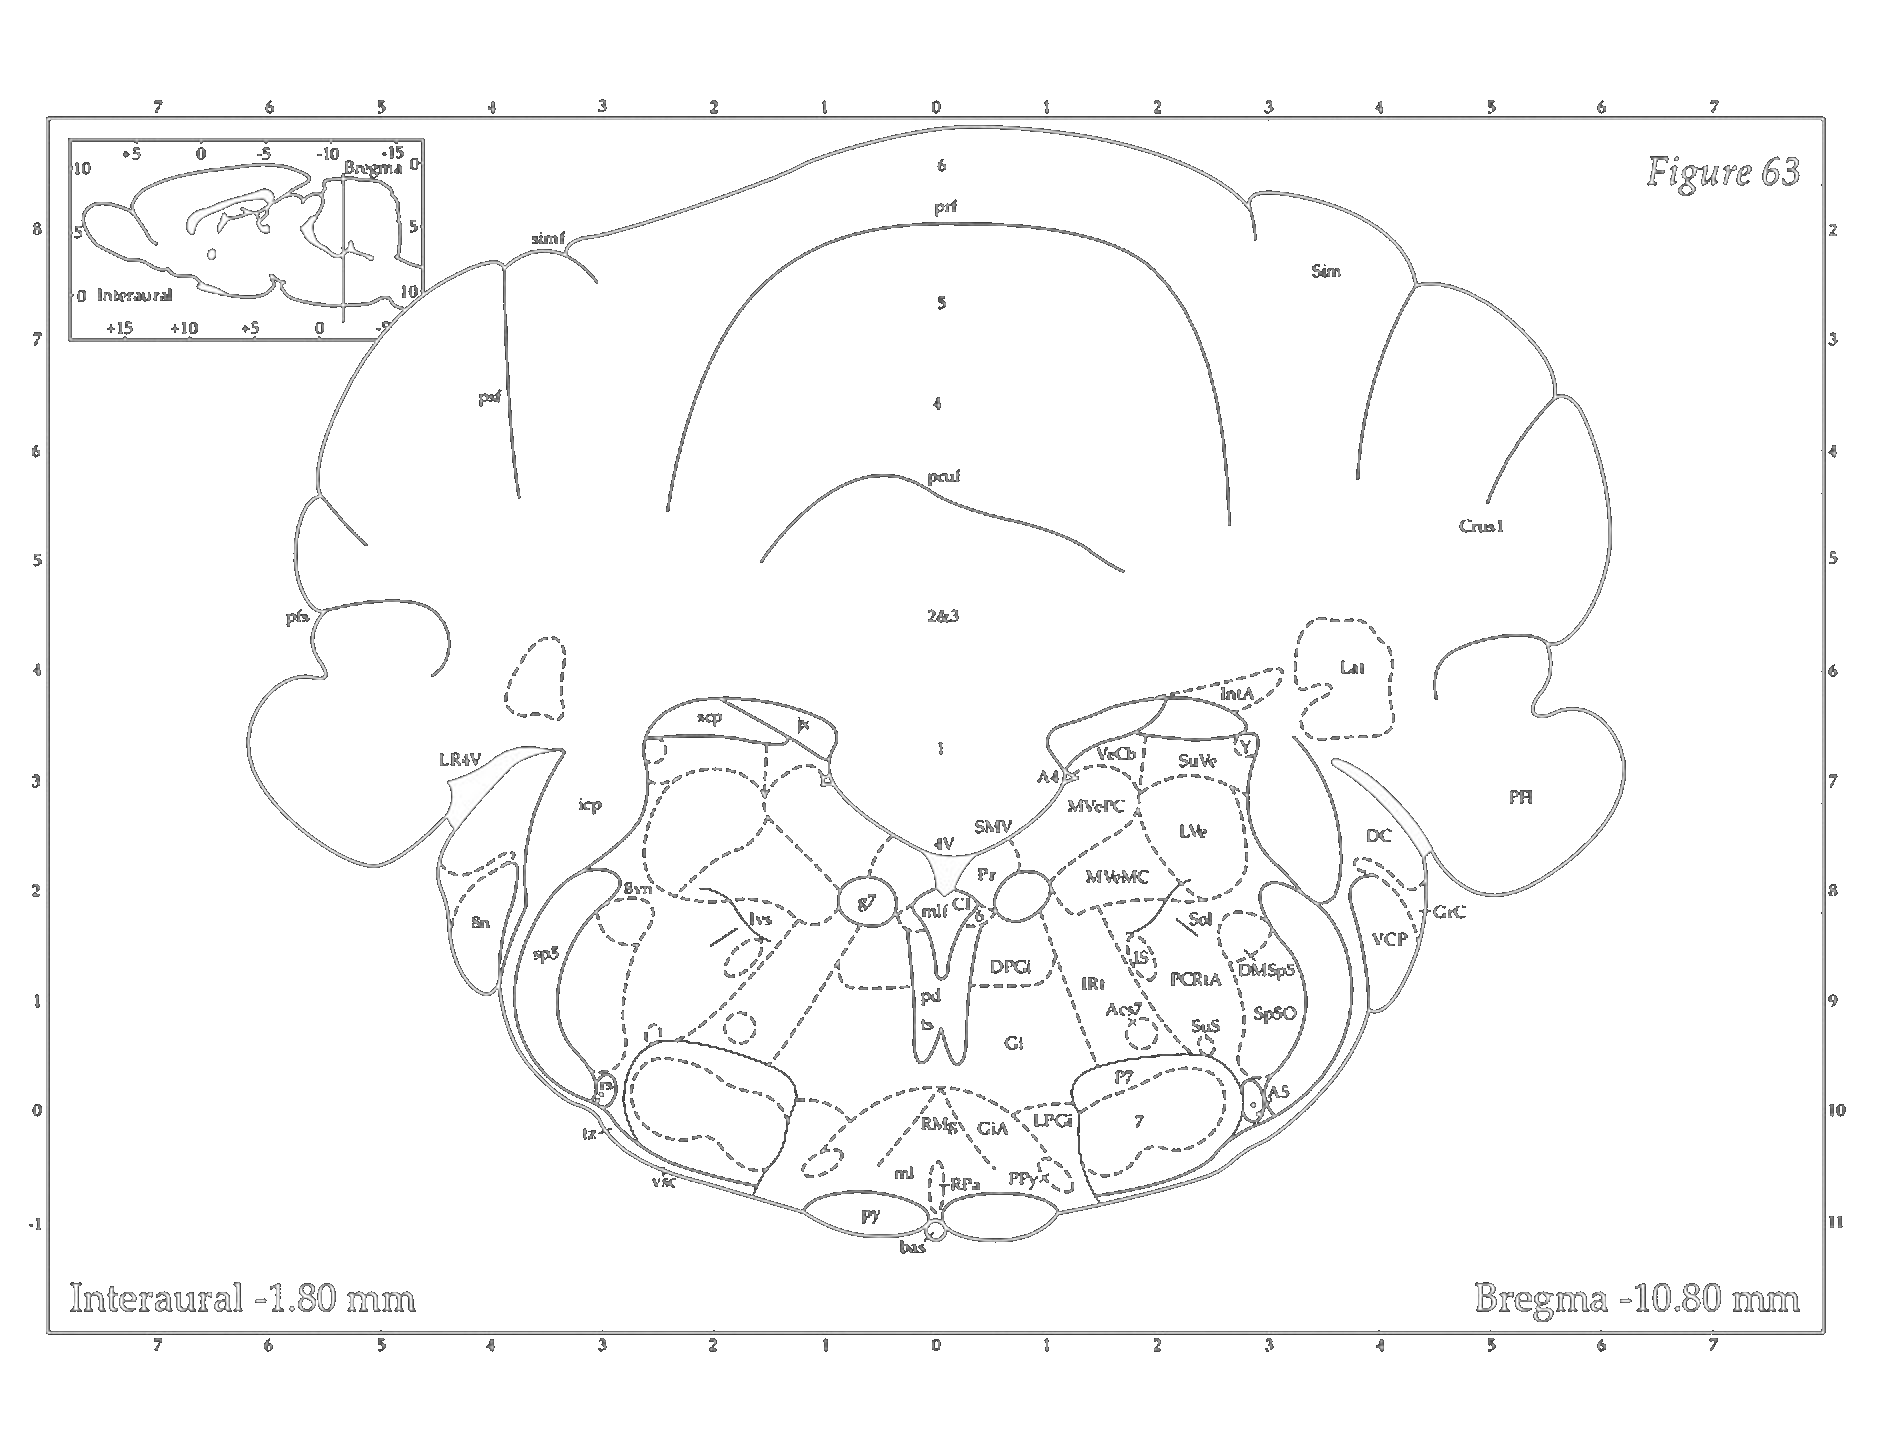 7 6 5 4 3 2 1 0 1 2 3 4 5 6 7
+5 0 -5 -10 -15
10 Bregma 0
5 5
0 Interaural 10
+15 +10 +5 0
Figure 63
6
prf
8 2
simf
Sim
5
7 3
psf
4
6 4
pcuf
Crus1
5 5
2&3
pfs
4 6
Lat
IntA
scp
1
Y
VeCb
SuVe
LR4V
A4
3 7
icp
MVePC
PFl
SMV
LVe
DC
4V
Pr
MVeMC
2 8
8vn
g7
mlf
6
GrC
8n
lvs
Sol
VCP
sp5
IS
DPGi
DMSp5
PCRtA
IRt
pd
1 9
Acs7
ts
Sp5O
SuS
Gi
P7
rs
A5
0 10
RMg
GiA
LPGi
7
tz
ml
RPa
PPy
vsc
py
-1 11
bas
Interaural -1.80 mm
Bregma -10.80 mm
7 6 5 4 3 2 1 0 1 2 3 4 5 6 7